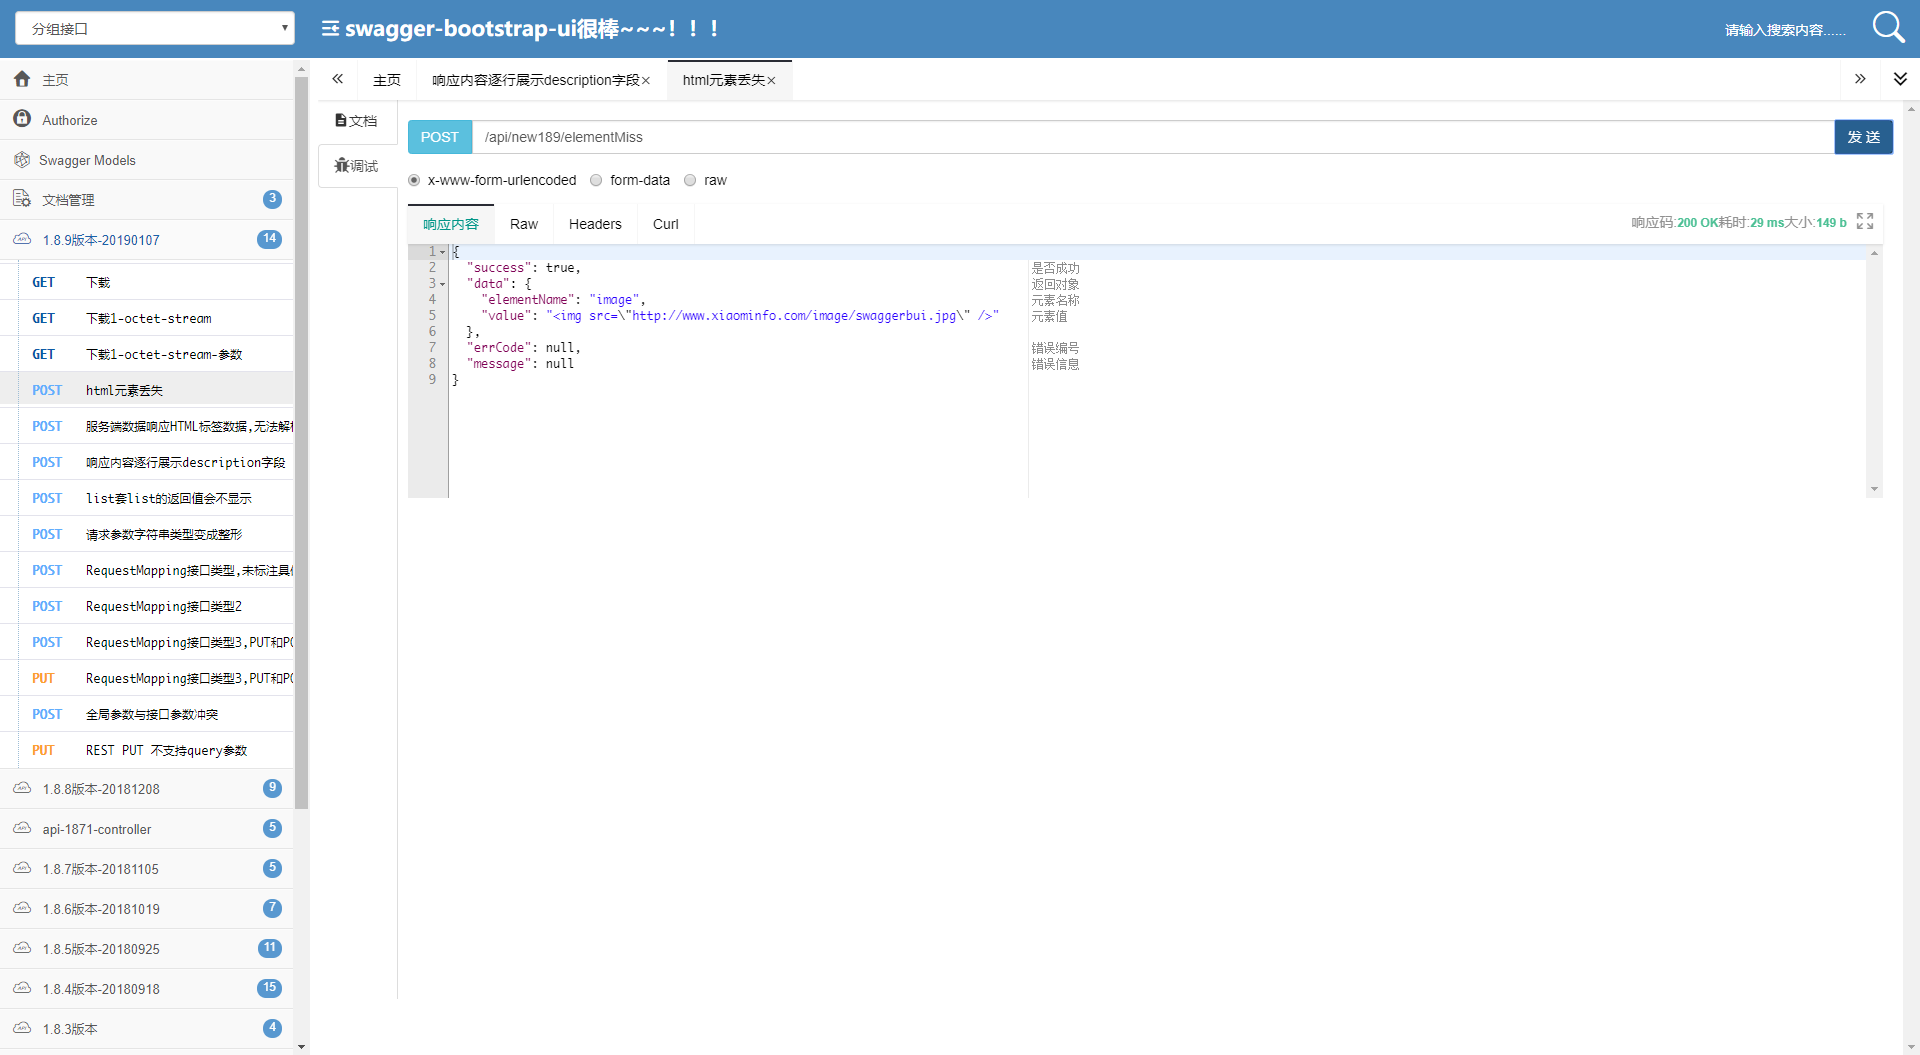 分组接口
swagger-bootstrap-ui很棒~~~！！！
请输入搜索内容......
主页
Authorize
Swagger Models
文档管理 3
1.8.9版本-20190107 14
GET 下载
GET 下载1-octet-stream
GET 下载1-octet-stream-参数
POST html元素丢失
POST 服务端数据响应HTML标签数据,无法解
POST 响应内容逐行展示description字段
POST list套list的返回值会不显示
POST 请求参数字符串类型变成整形
POST RequestMapping接口类型,未标注具
POST RequestMapping接口类型2
POST RequestMapping接口类型3,PUT和PO
PUT RequestMapping接口类型3,PUT和PO
POST 全局参数与接口参数冲突
PUT REST PUT 不支持query参数
1.8.8版本-20181208 9
api-1871-controller 5
1.8.7版本-20181105 5
1.8.6版本-20181019 7
1.8.5版本-20180925 11
1.8.4版本-20180918 15
1.8.3版本 4
主页 响应内容逐行展示description字段× html元素丢失×
文档
调试
POST /api/new189/elementMiss 发 送
x-www-form-urlencoded form-data raw
响应内容 Raw Headers Curl 响应码:200 OK耗时:29 ms大小:149 b
1 {
2 "success": true, 是否成功
3 "data": { 返回对象
4 "elementName": "image", 元素名称
5 "value": "<img src=\"http://www.xiaominfo.com/image/swaggerbui.jpg\" />" 元素值
6 },
7 "errCode": null, 错误编号
8 "message": null 错误信息
9 }